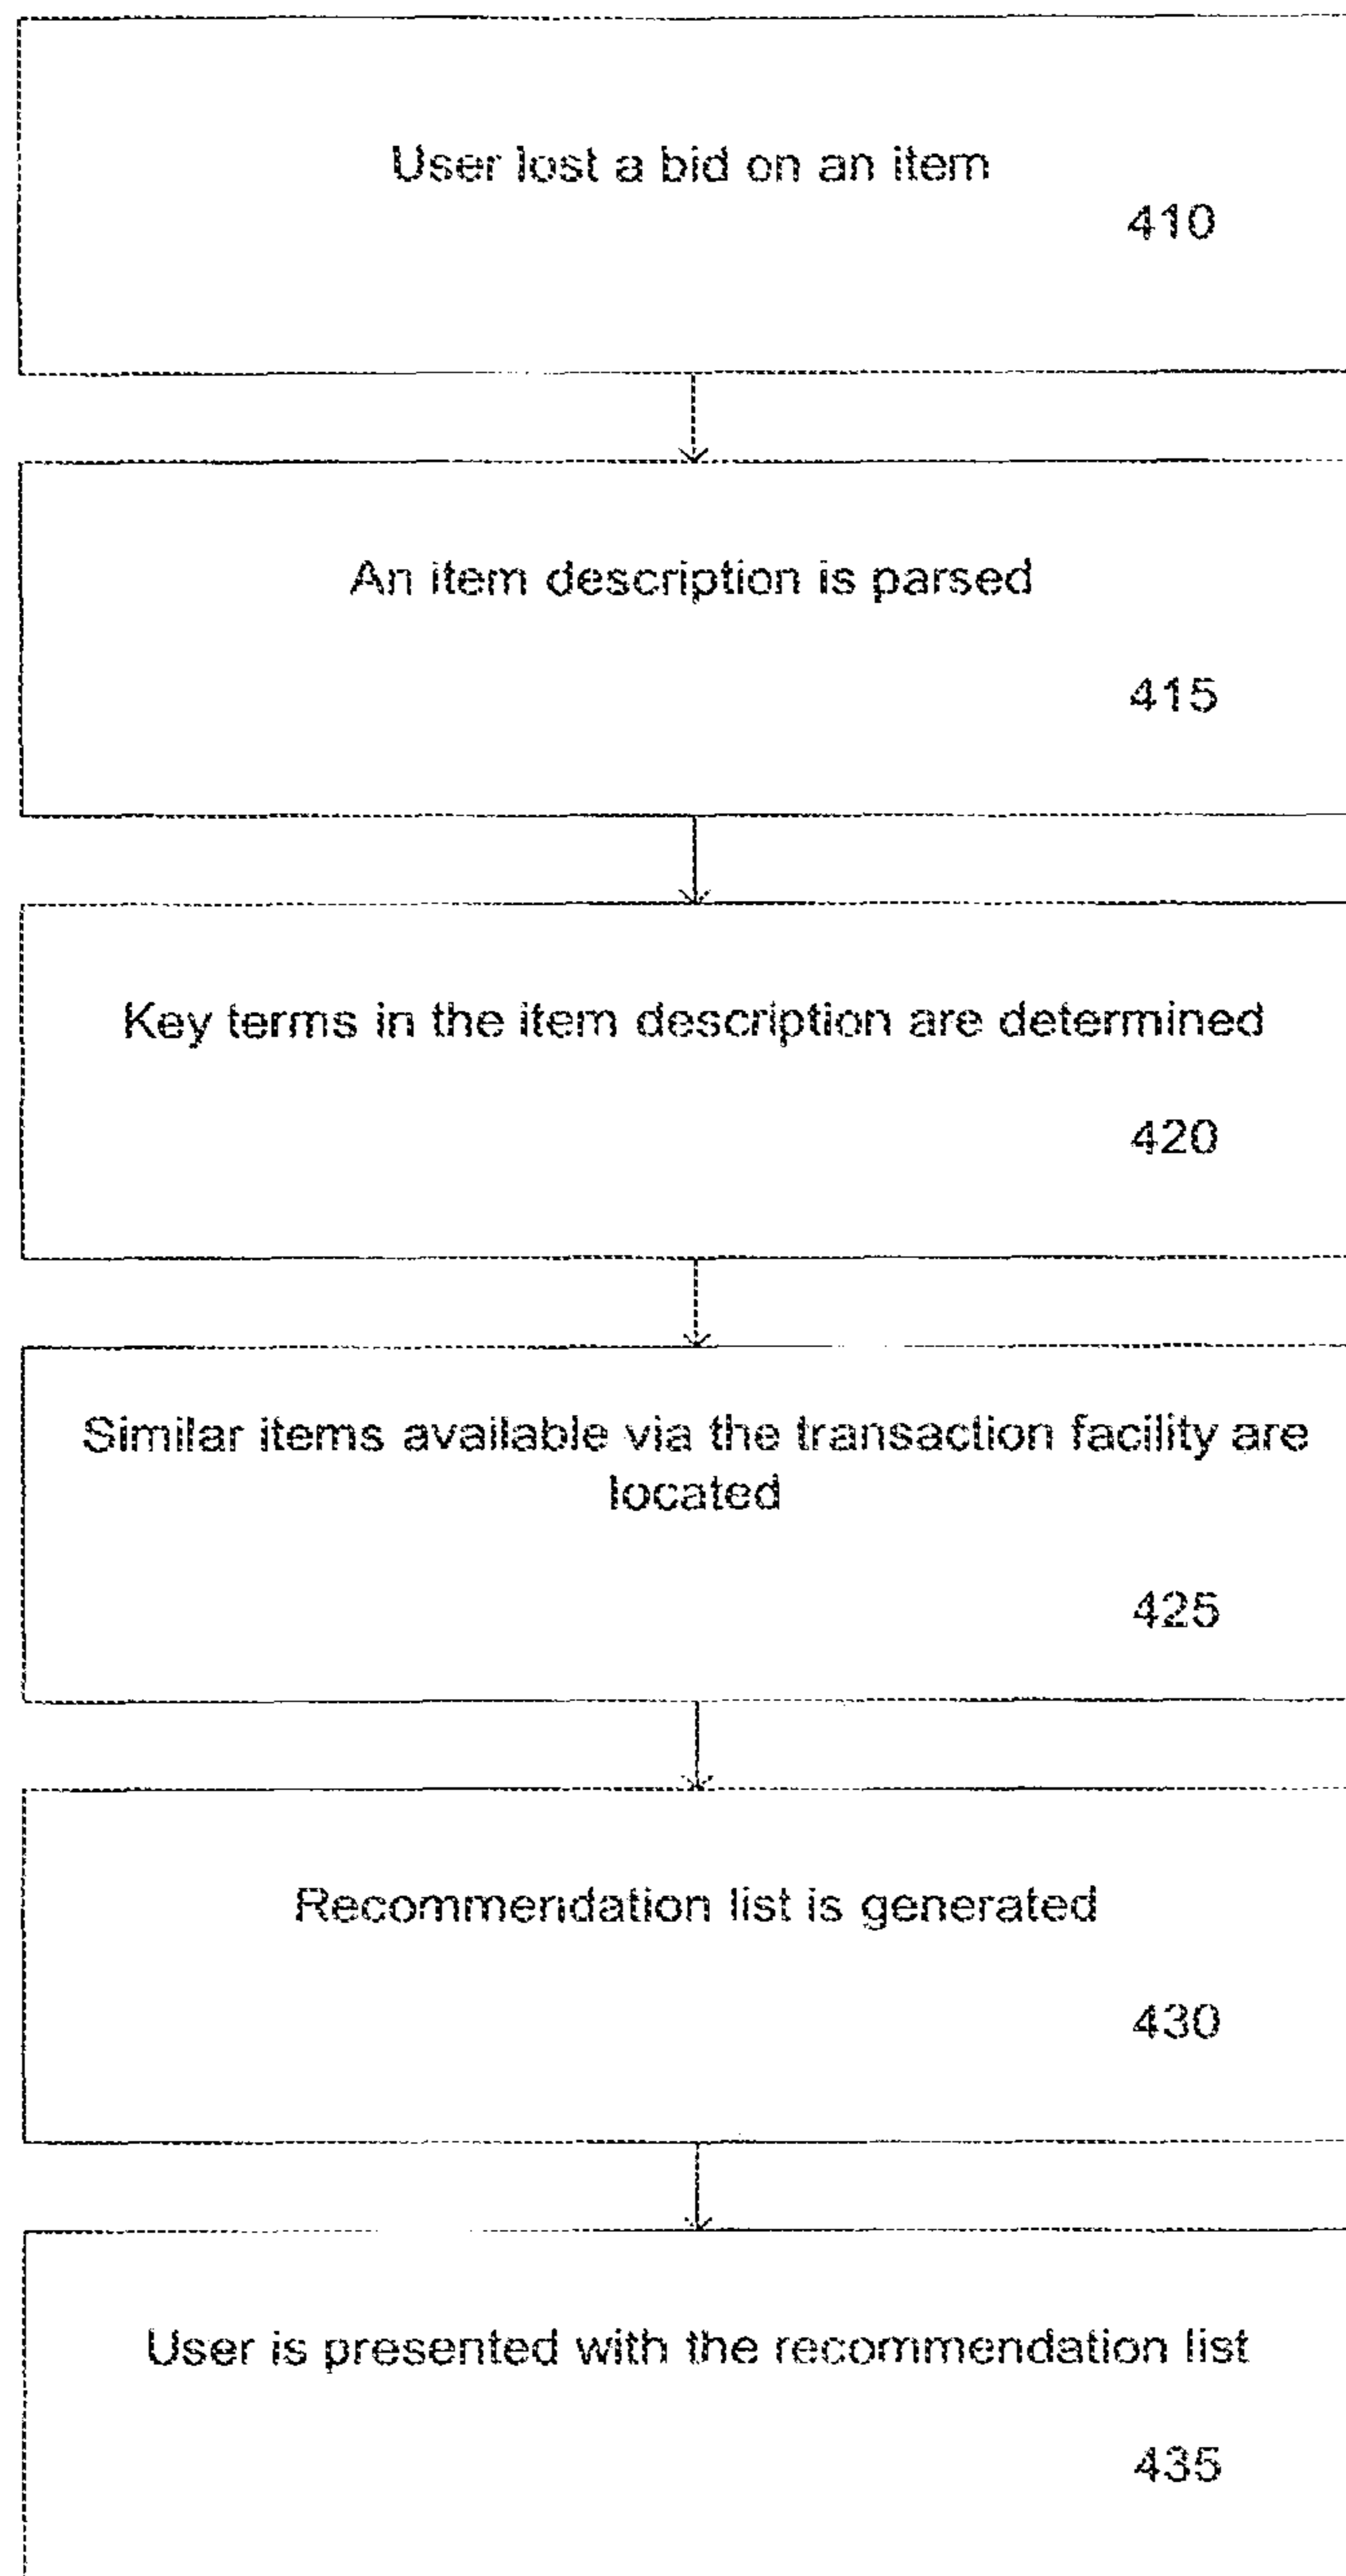 User lost a bid on an item
410
An item description is parsed
415
Key terms in the item description are determined
420
Similar items available via the transaction facility are
located
425
Recommendation list is generated
430
User is presented with the recommendation list
435